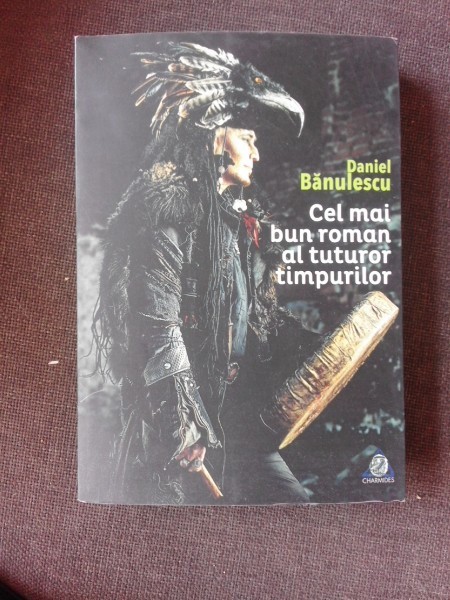 Daniel
Bănulescu
Cel mai
bun roman
al tuturor
timpurilor
CHARMIDES